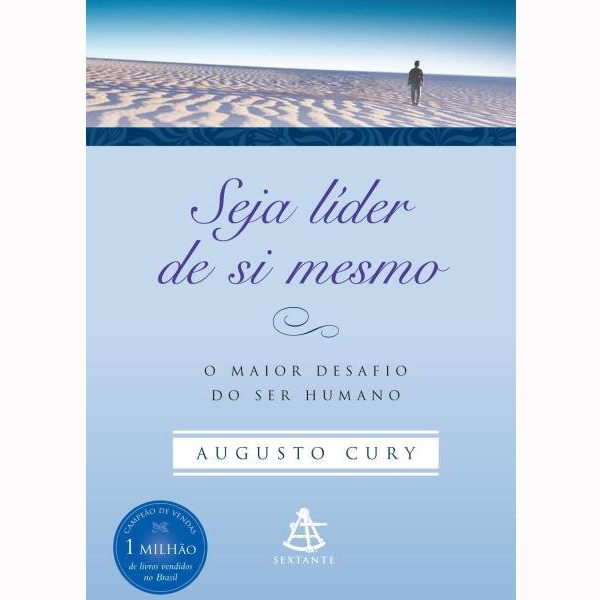 Seja líder
de si mesmo
O MAIOR DESAFIO
DO SER HUMANO
AUGUSTO CURY
CAMPEÃO DE VENDAS
1 MILHÃO
de livros vendidos
no Brasil
SEXTANTE